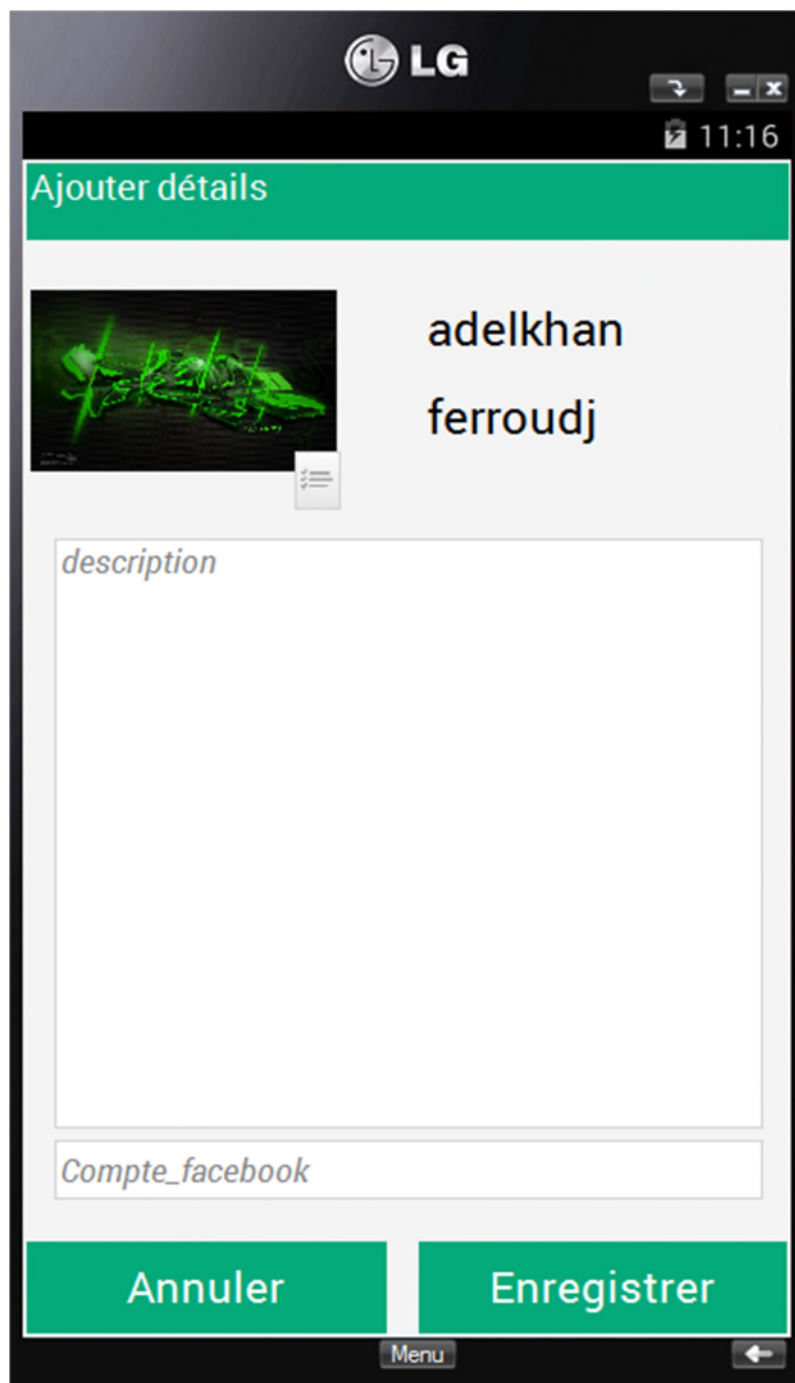 LG
11:16
Ajouter détails
adelkhan
ferroudj
description
Compte_facebook
Annuler
Enregistrer
Menu